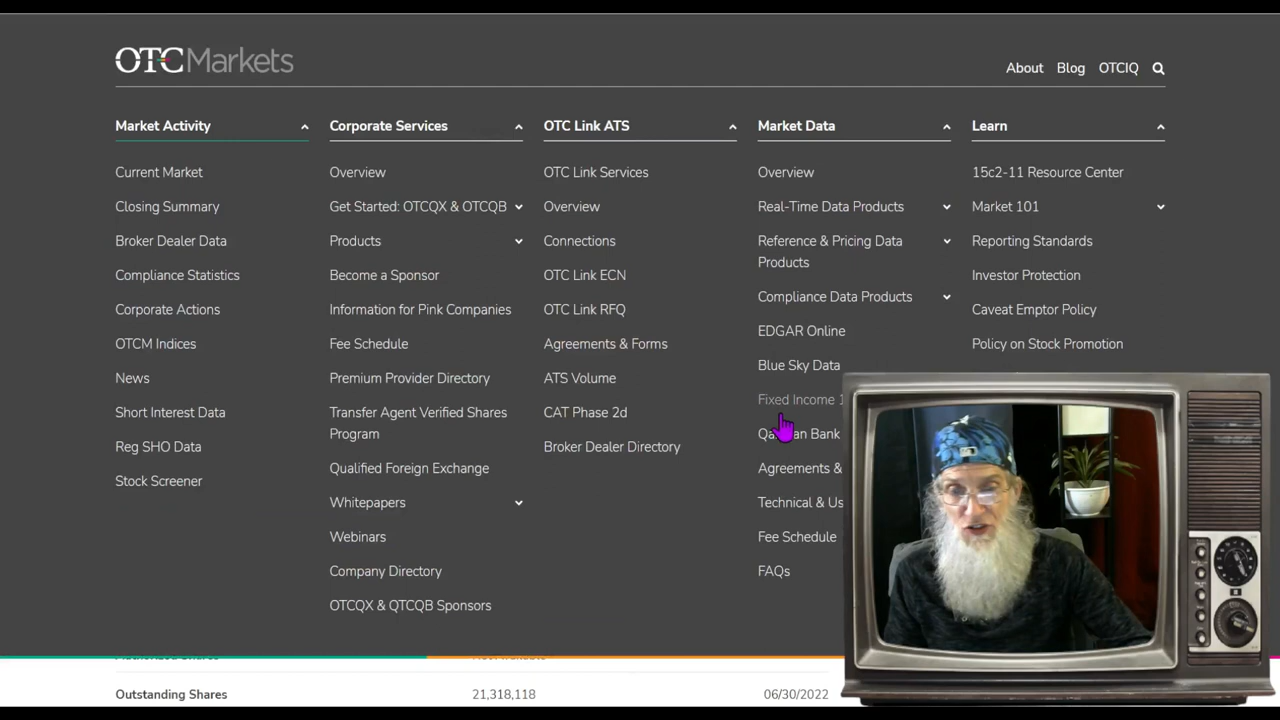 OTCMarkets
About Blog OTCIQ
Market Activity
Current Market
Closing Summary
Broker Dealer Data
Compliance Statistics
Corporate Actions
OTCM Indices
News
Short Interest Data
Reg SHO Data
Stock Screener
Corporate Services
Overview
Get Started: OTCQX & OTCQB
Products
Become a Sponsor
Information for Pink Companies
Fee Schedule
Premium Provider Directory
Transfer Agent Verified Shares
Program
Qualified Foreign Exchange
Whitepapers
Webinars
Company Directory
OTCQX & QTCQB Sponsors
OTC Link ATS
OTC Link Services
Overview
Connections
OTC Link ECN
OTC Link RFQ
Agreements & Forms
ATS Volume
CAT Phase 2d
Broker Dealer Directory
Market Data
Overview
Real-Time Data Products
Reference & Pricing Data
Products
Compliance Data Products
EDGAR Online
Blue Sky Data
Fixed Income
Bank
Agreements &
Technical &
Fee Schedule
FAQs
Learn
15c2-11 Resource Center
Market 101
Reporting Standards
Investor Protection
Caveat Emptor Policy
Policy on Stock Promotion
Outstanding Shares 21,318,118 06/30/2022